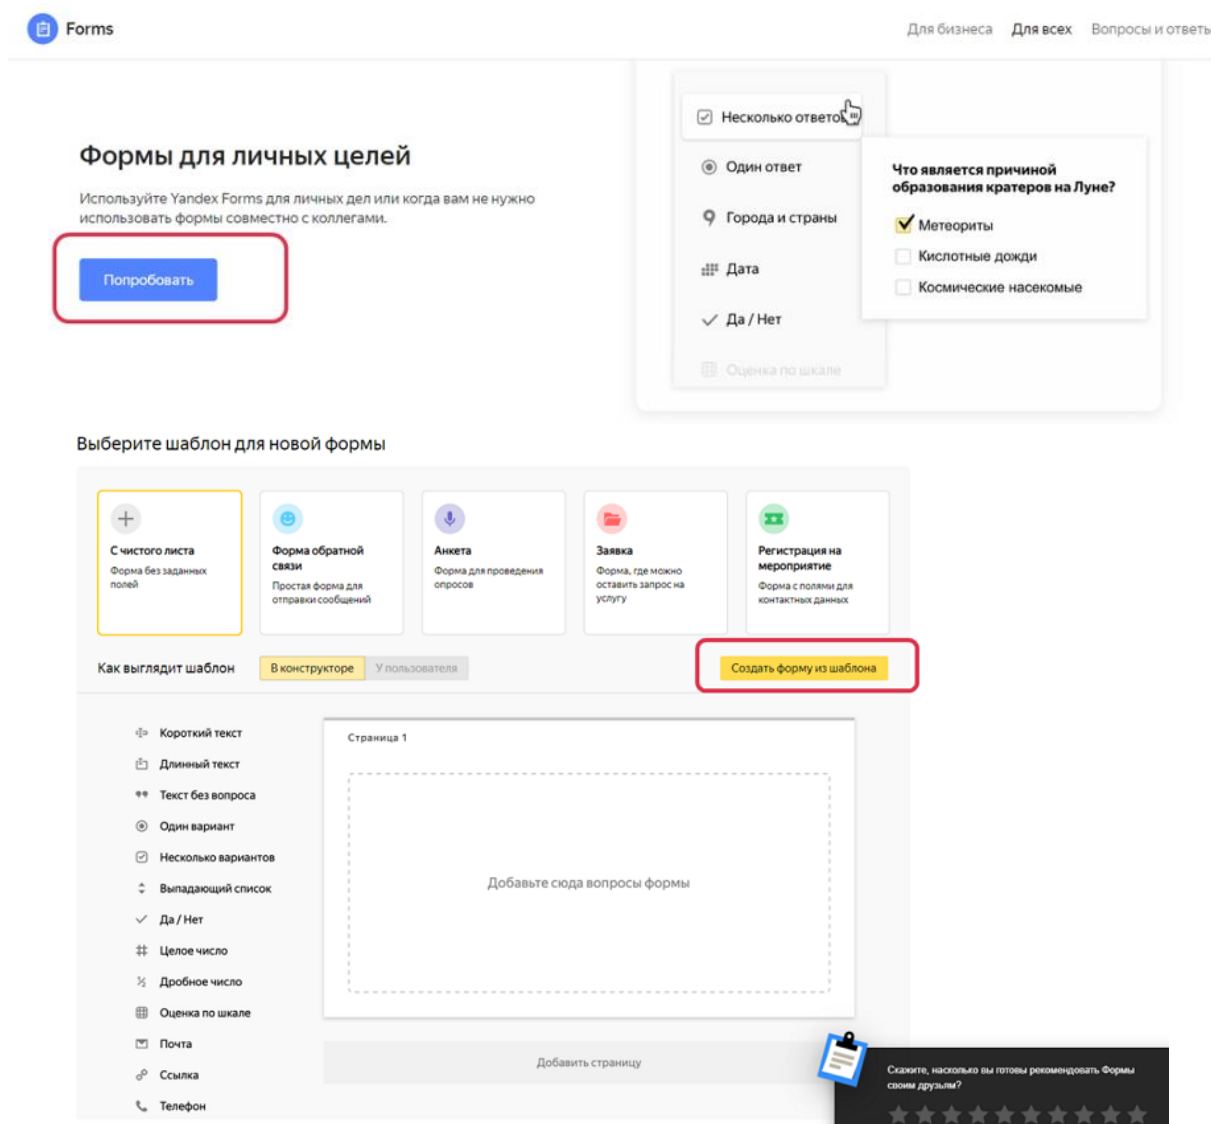 Forms
Для бизнеса Для всех Вопросы и ответы
Формы для личных целей
Используйте Yandex Forms для личных дел или когда вам не нужно
использовать формы совместно с коллегами.
Попробовать
Несколько ответов
Один ответ
Города и страны
Дата
Да / Нет
Оценка по шкале
Что является причиной
образования кратеров на Луне?
Метеориты
Кислотные дожди
Космические насекомые
Выберите шаблон для новой формы
С чистого листа
Форма без заданных
полей
Форма обратной
связи
Простая форма для
отправки сообщений
Анкета
Форма для проведения
опросов
Заявка
Форма, где можно
оставить запрос на
услугу
Регистрация на
мероприятие
Форма с полями для
контактных данных
Как выглядит шаблон
В конструкторе
У пользователя
Создать форму из шаблона
Короткий текст
Длинный текст
Текст без вопроса
Один вариант
Несколько вариантов
Выпадающий список
Да / Нет
Целое число
Дробное число
Оценка по шкале
Почта
Ссылка
Телефон
Страница 1
Добавьте сюда вопросы формы
Добавить страницу
Скажите, насколько вы готовы рекомендовать Формы
своим друзьям?